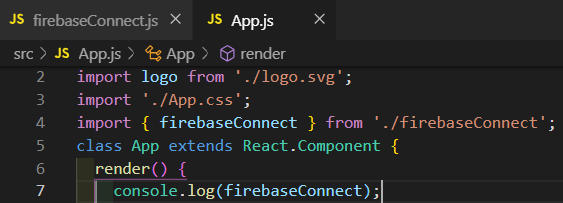 JS firebaseConnect.js JS App.js ×
src > JS App.js > App > render
2 import logo from './logo.svg';
3 import './App.css';
4 import { firebaseConnect } from './firebaseConnect';
5 class App extends React.Component {
6 render() {
7 console.log(firebaseConnect);